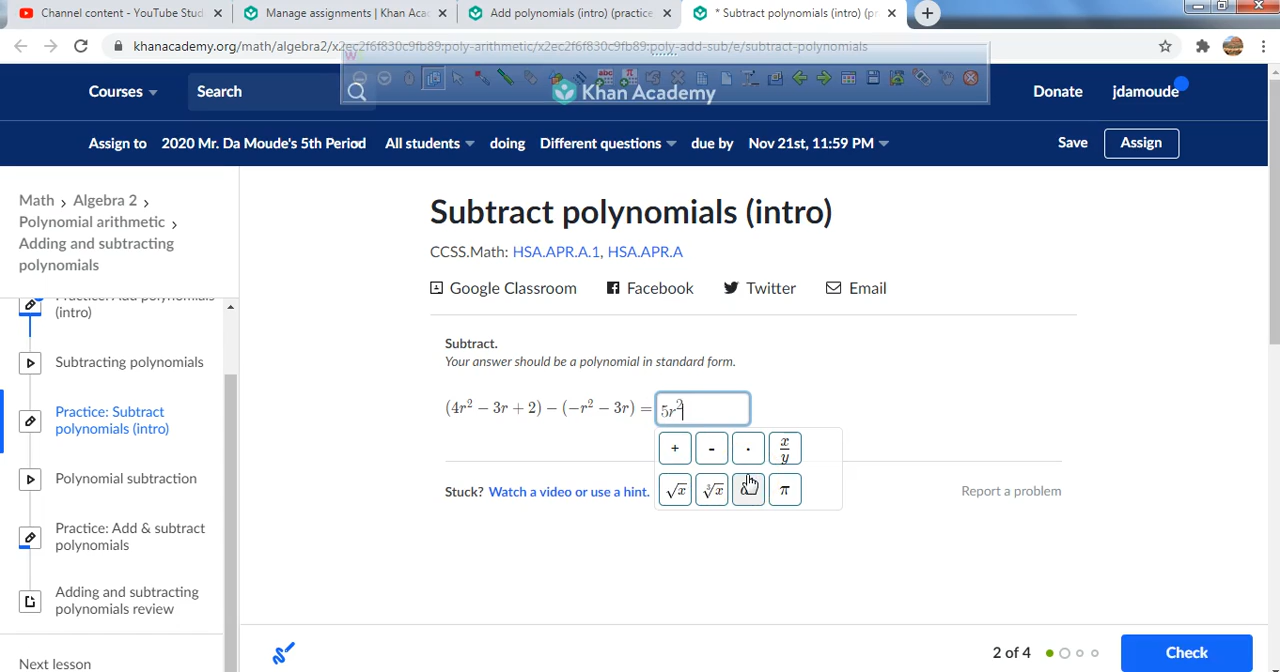 Channel content - YouTube Stud
Manage assignments | Khan Aca
Add polynomials (intro) (practice
* Subtract polynomials (intro) (pr
khanacademy.org/math/algebra2/x2ec2f6f830c9fb89:poly-arithmetic/x2ec2f6f830c9fb89:poly-add-sub/e/subtract-polynomials
Courses
Search
Khan Academy
Donate
jdamoude
Assign to 2020 Mr. Da Moude's 5th Period All students doing Different questions due by Nov 21st, 11:59 PM
Save
Assign
Math > Algebra 2 >
Polynomial arithmetic >
Adding and subtracting
polynomials
Practice: Add polynomials
(intro)
Subtracting polynomials
Practice: Subtract
polynomials (intro)
Polynomial subtraction
Practice: Add & subtract
polynomials
Adding and subtracting
polynomials review
Next lesson
Subtract polynomials (intro)
CCSS.Math: HSA.APR.A.1, HSA.APR.A
Google Classroom Facebook Twitter Email
Subtract.
Your answer should be a polynomial in standard form.
(4r² − 3r + 2) − (−r² − 3r) = 5r²
+ - · x/y
√x ∛x π
Stuck? Watch a video or use a hint.
Report a problem
2 of 4
Check